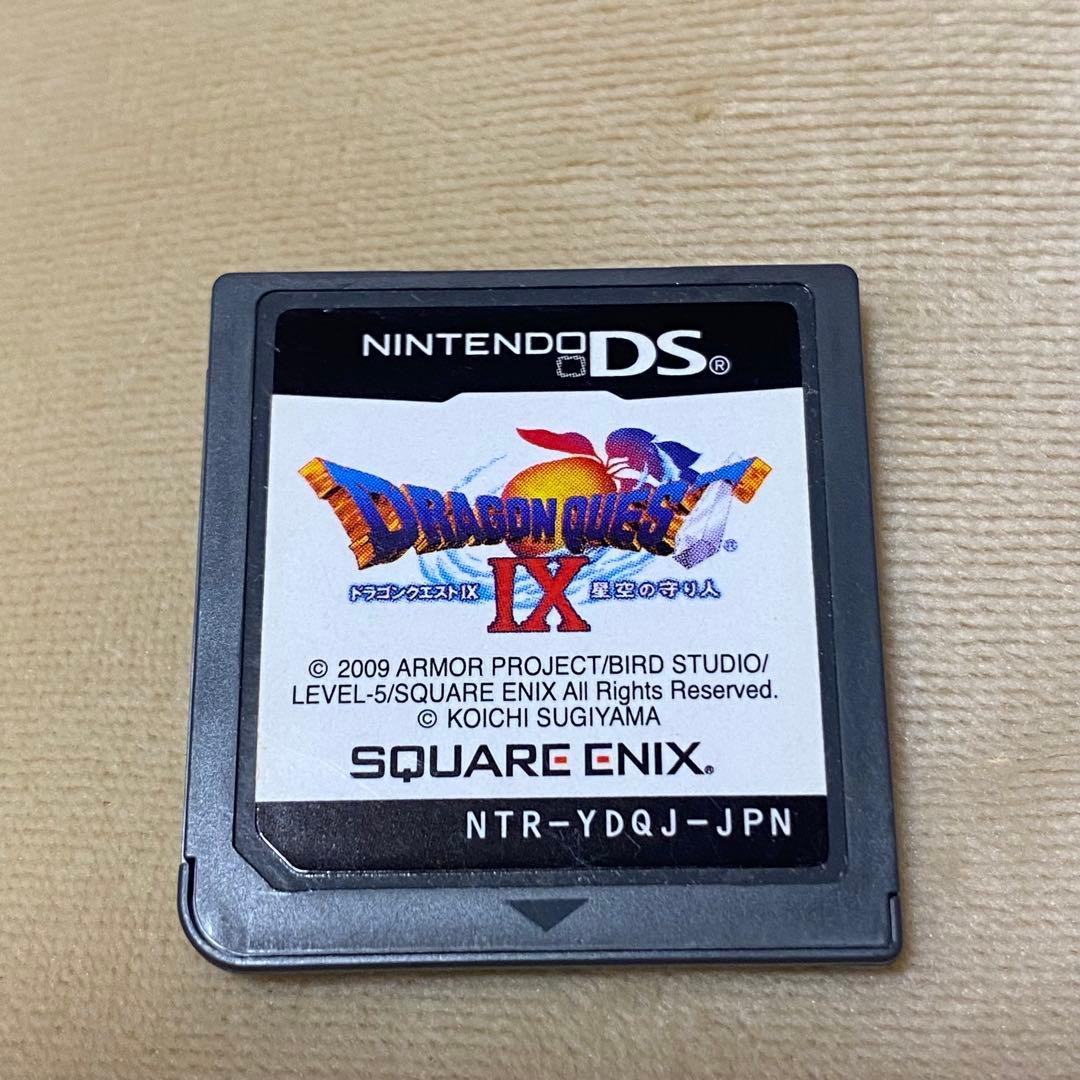 NINTENDO DS®
DRAGON QUEST®
ドラゴンクエストIX IX 星空の守り人
© 2009 ARMOR PROJECT/BIRD STUDIO/
LEVEL-5/SQUARE ENIX All Rights Reserved.
© KOICHI SUGIYAMA
SQUARE ENIX®
NTR-YDQJ-JPN